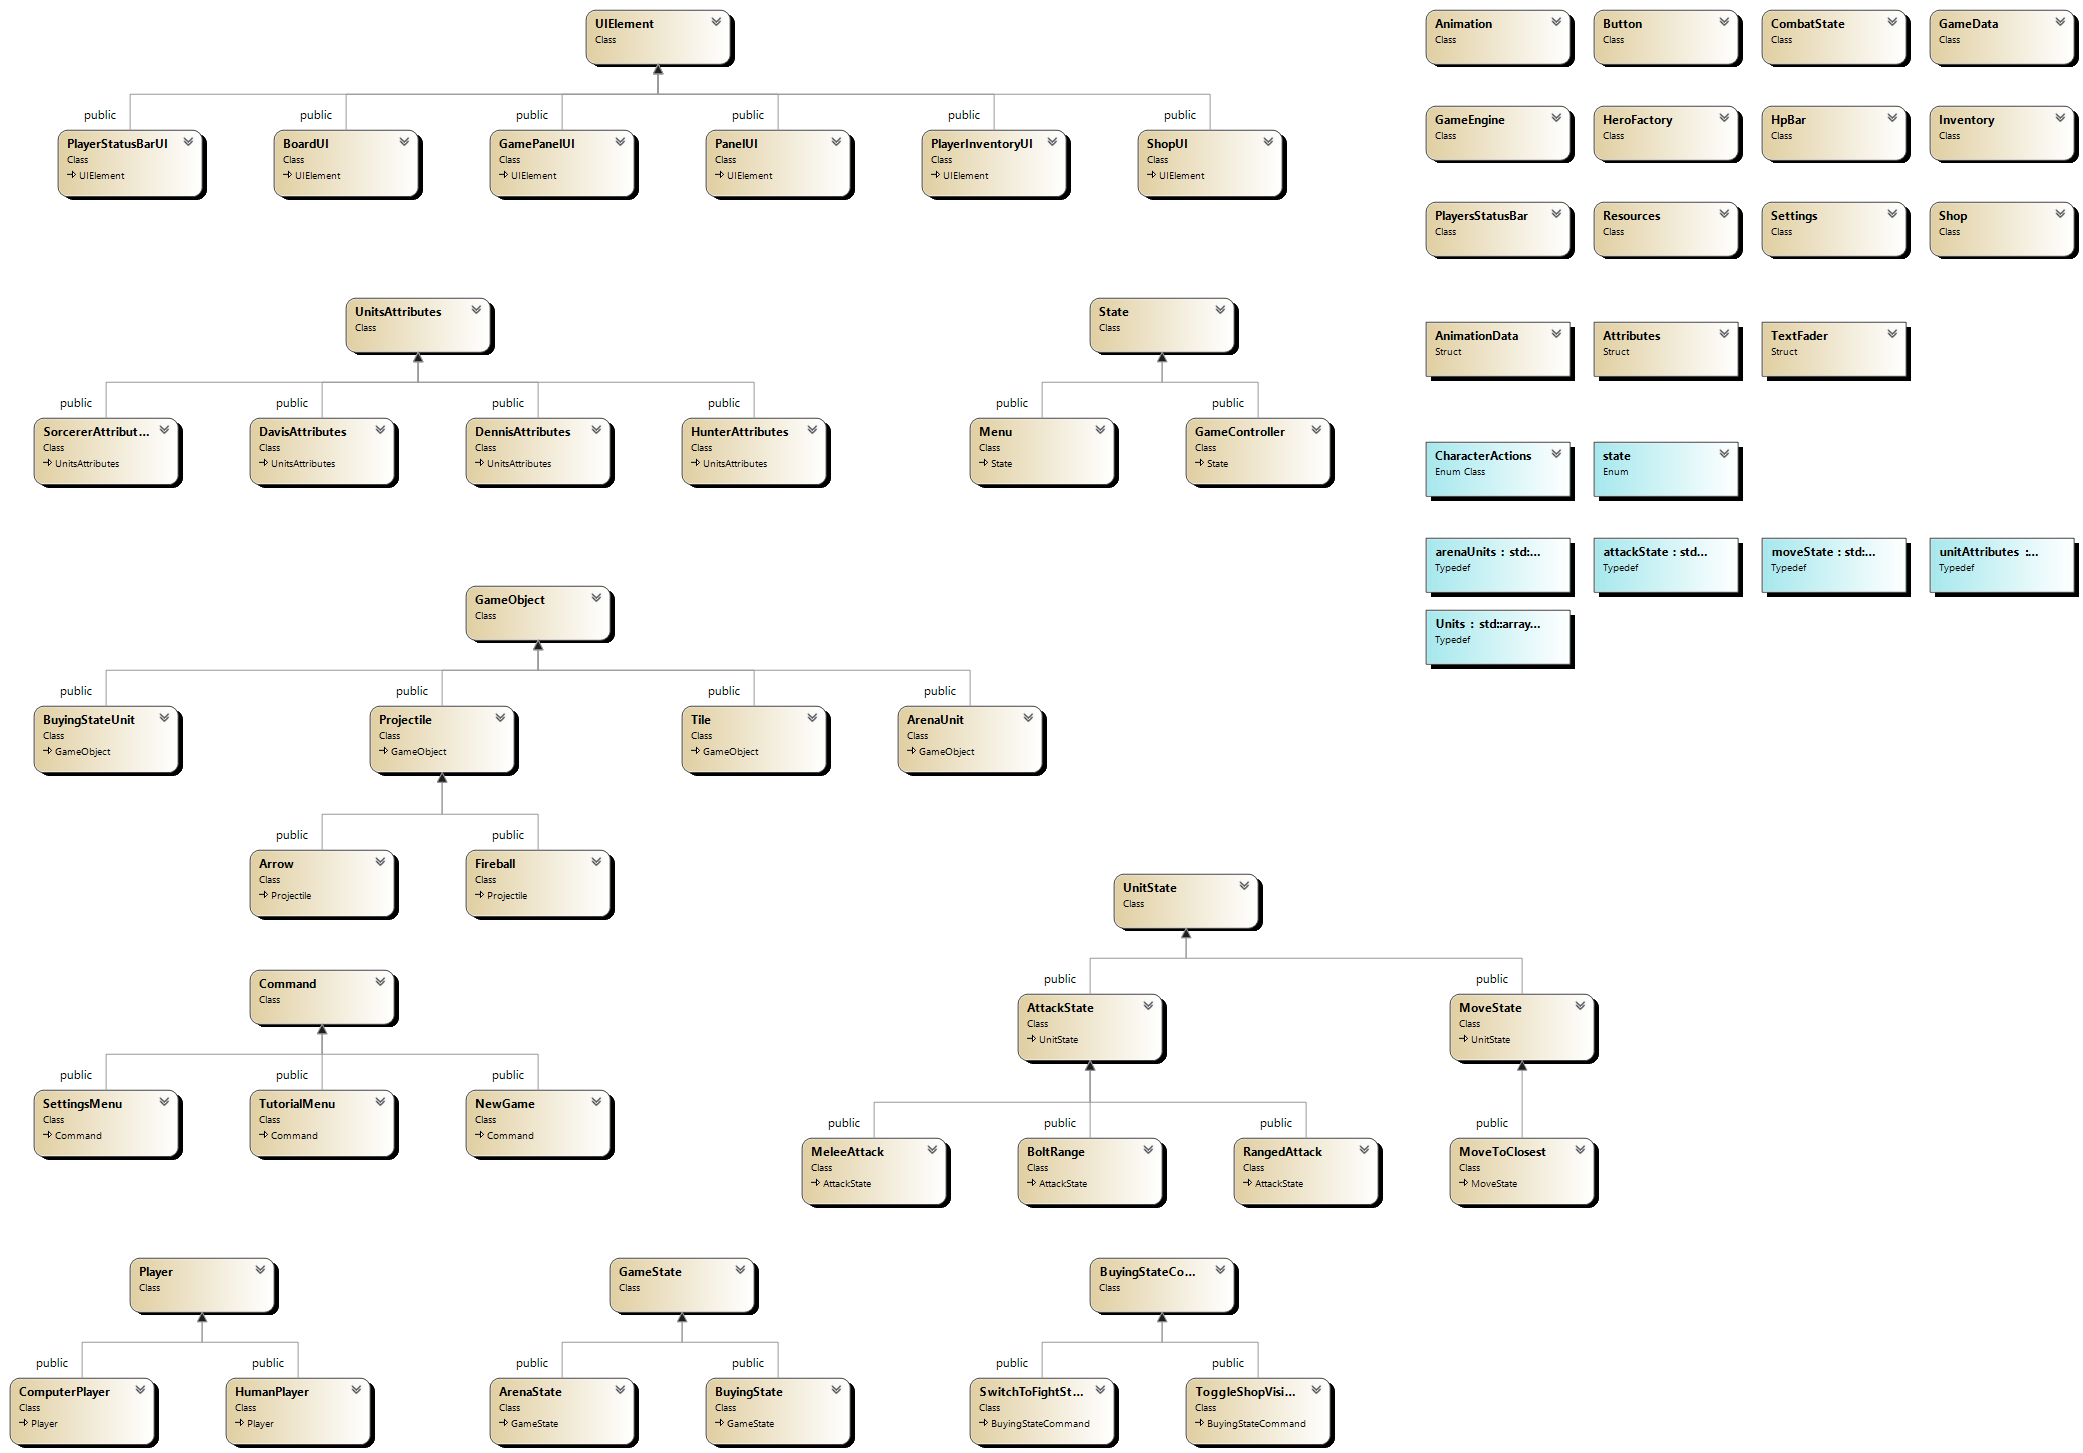 UIElement
Class
public
PlayerStatusBarUI
Class
UIElement
public
BoardUI
Class
UIElement
public
GamePanelUI
Class
UIElement
public
PanelUI
Class
UIElement
public
PlayerInventoryUI
Class
UIElement
public
ShopUI
Class
UIElement
Animation
Class
Button
Class
CombatState
Class
GameData
Class
GameEngine
Class
HeroFactory
Class
HpBar
Class
Inventory
Class
PlayersStatusBar
Class
Resources
Class
Settings
Class
Shop
Class
UnitsAttributes
Class
public
SorcererAttribut...
Class
UnitsAttributes
public
DavisAttributes
Class
UnitsAttributes
public
DennisAttributes
Class
UnitsAttributes
public
HunterAttributes
Class
UnitsAttributes
State
Class
public
Menu
Class
State
public
GameController
Class
State
AnimationData
Struct
Attributes
Struct
TextFader
Struct
CharacterActions
Enum Class
state
Enum
arenaUnits : std:...
Typedef
attackState : std...
Typedef
moveState : std:...
Typedef
unitAttributes :...
Typedef
Units : std::array...
Typedef
GameObject
Class
public
BuyingStateUnit
Class
GameObject
public
Projectile
Class
GameObject
public
Tile
Class
GameObject
public
ArenaUnit
Class
GameObject
public
Arrow
Class
Projectile
public
Fireball
Class
Projectile
UnitState
Class
public
AttackState
Class
UnitState
public
MoveState
Class
UnitState
public
MeleeAttack
Class
AttackState
public
BoltRange
Class
AttackState
public
RangedAttack
Class
AttackState
public
MoveToClosest
Class
MoveState
Command
Class
public
SettingsMenu
Class
Command
public
TutorialMenu
Class
Command
public
NewGame
Class
Command
Player
Class
public
ComputerPlayer
Class
Player
public
HumanPlayer
Class
Player
GameState
Class
public
ArenaState
Class
GameState
public
BuyingState
Class
GameState
BuyingStateCo...
Class
public
SwitchToFightSt...
Class
BuyingStateCommand
public
ToggleShopVisi...
Class
BuyingStateCommand